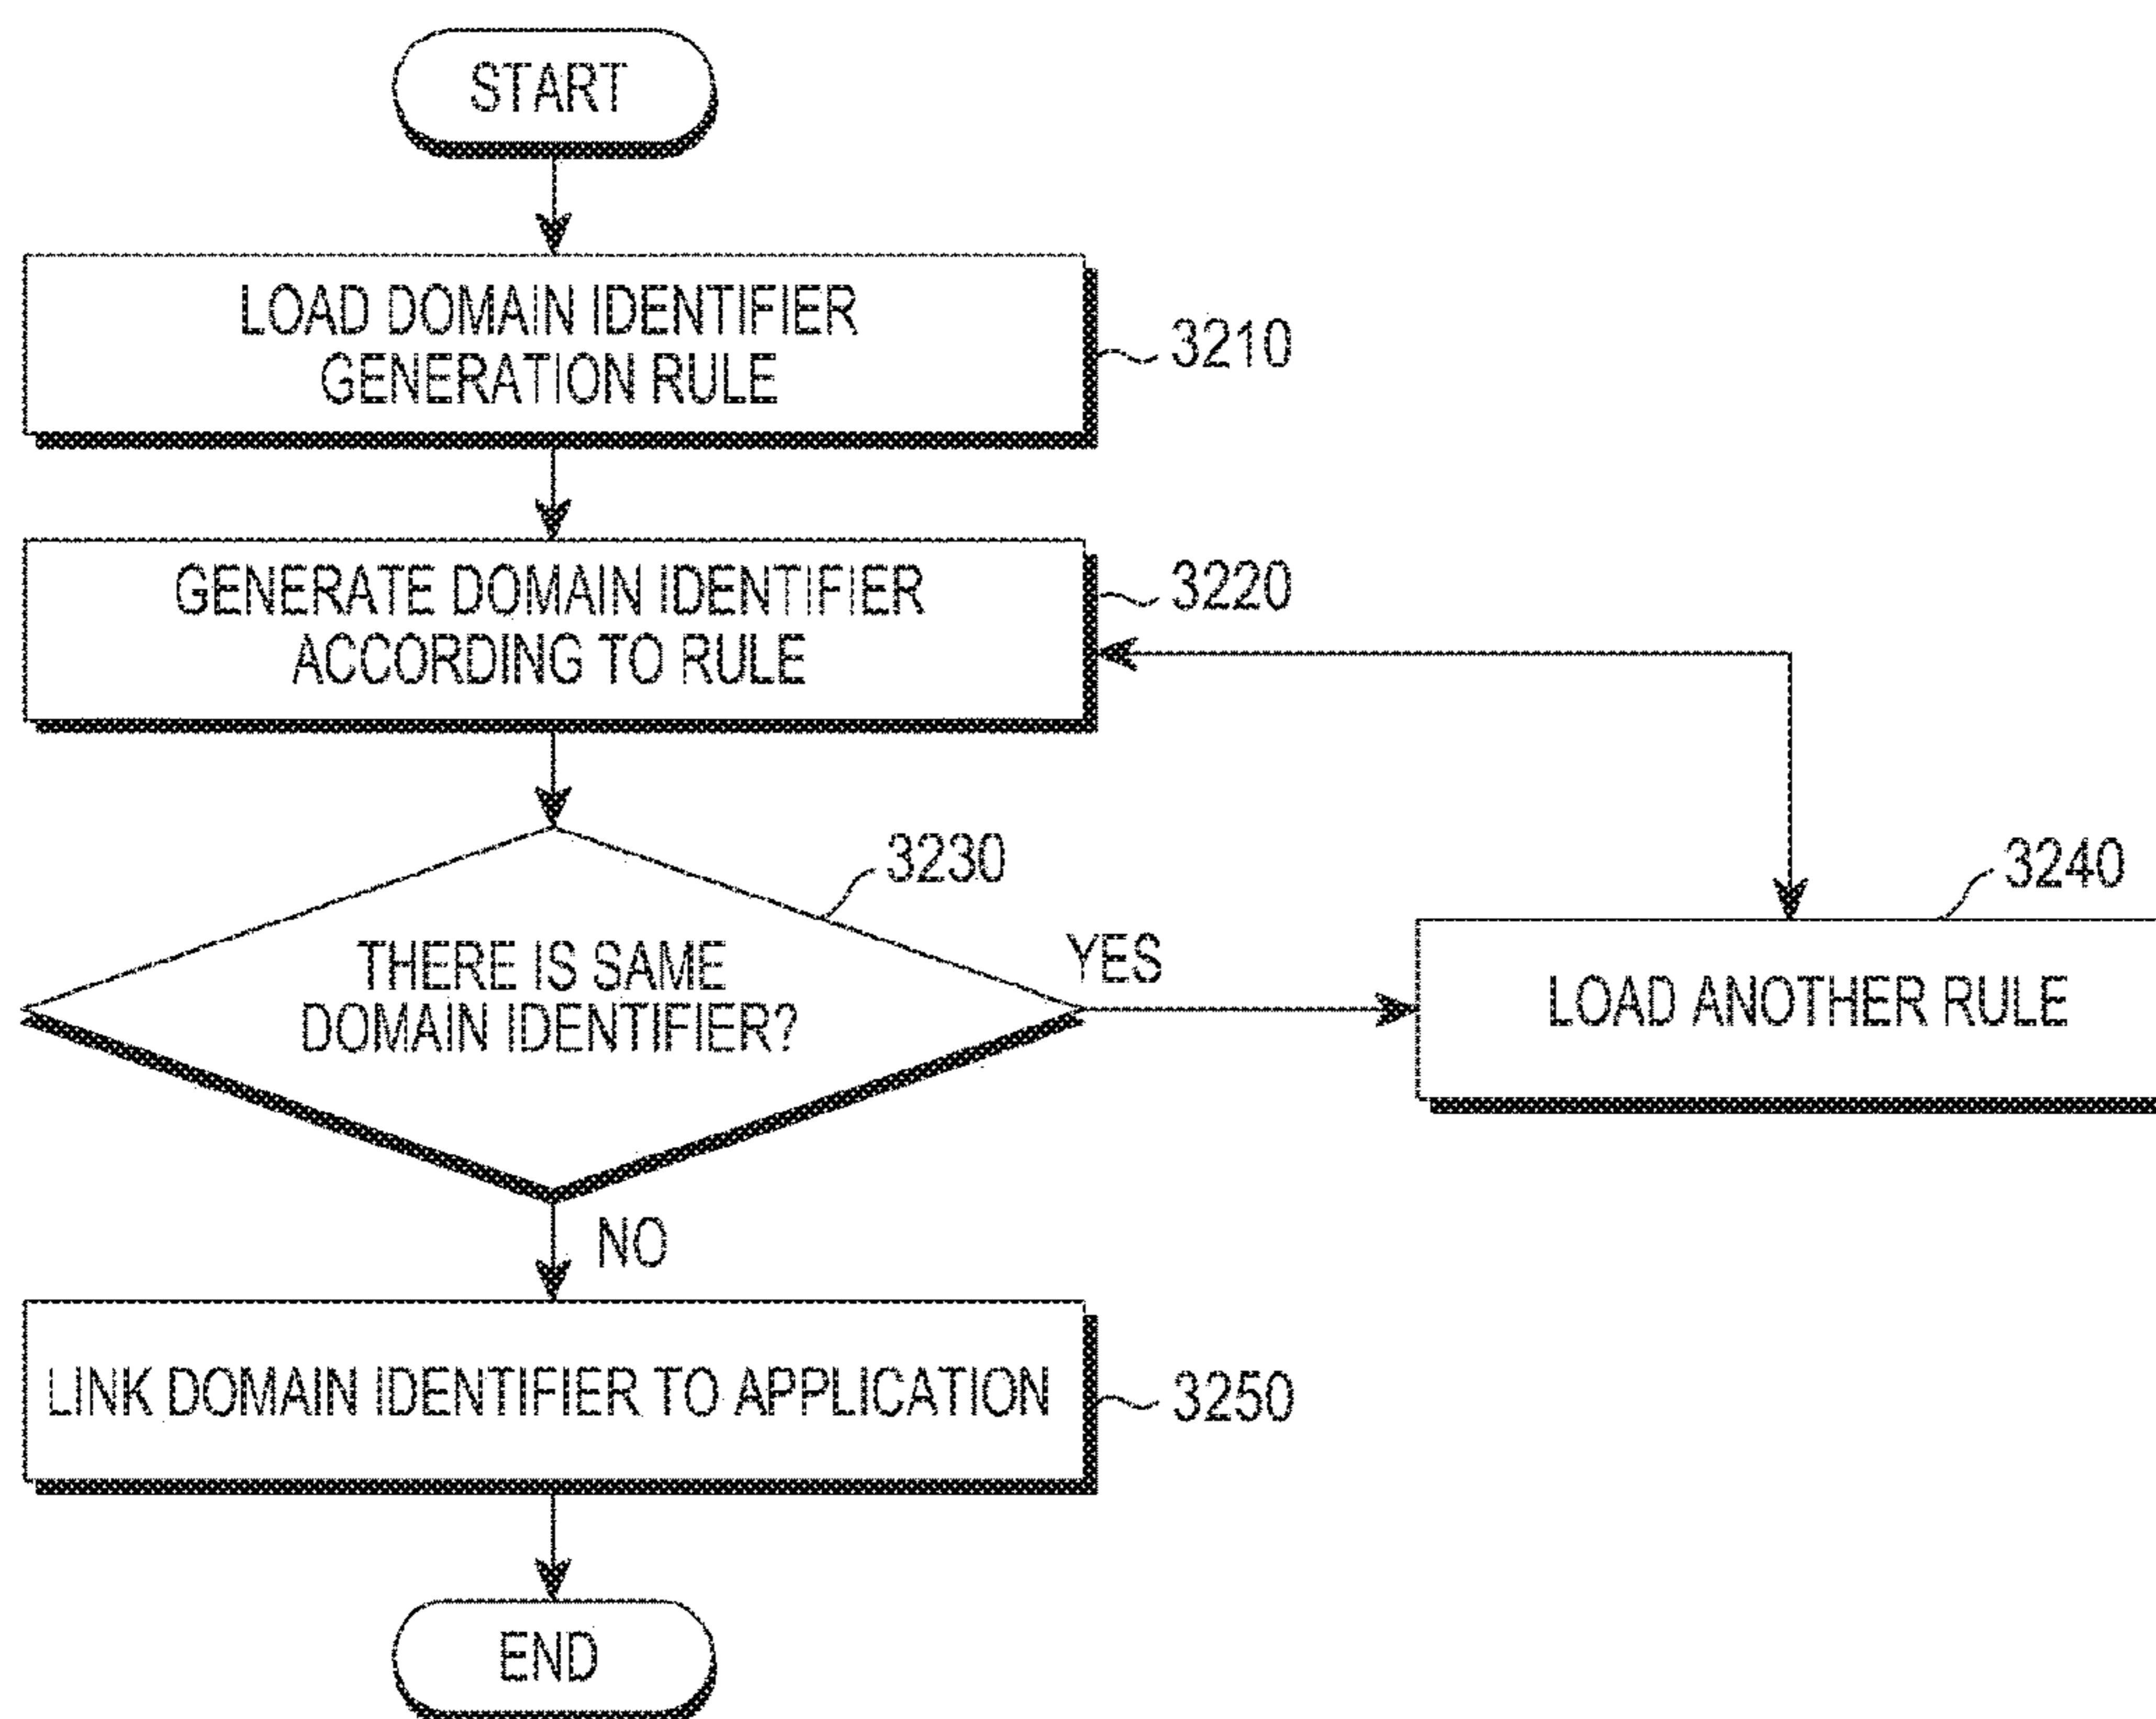 START
LOAD DOMAIN IDENTIFIER
GENERATION RULE
3210
GENERATE DOMAIN IDENTIFIER
ACCORDING TO RULE
3220
3230
THERE IS SAME
DOMAIN IDENTIFIER?
YES
3240
LOAD ANOTHER RULE
NO
LINK DOMAIN IDENTIFIER TO APPLICATION
3250
END